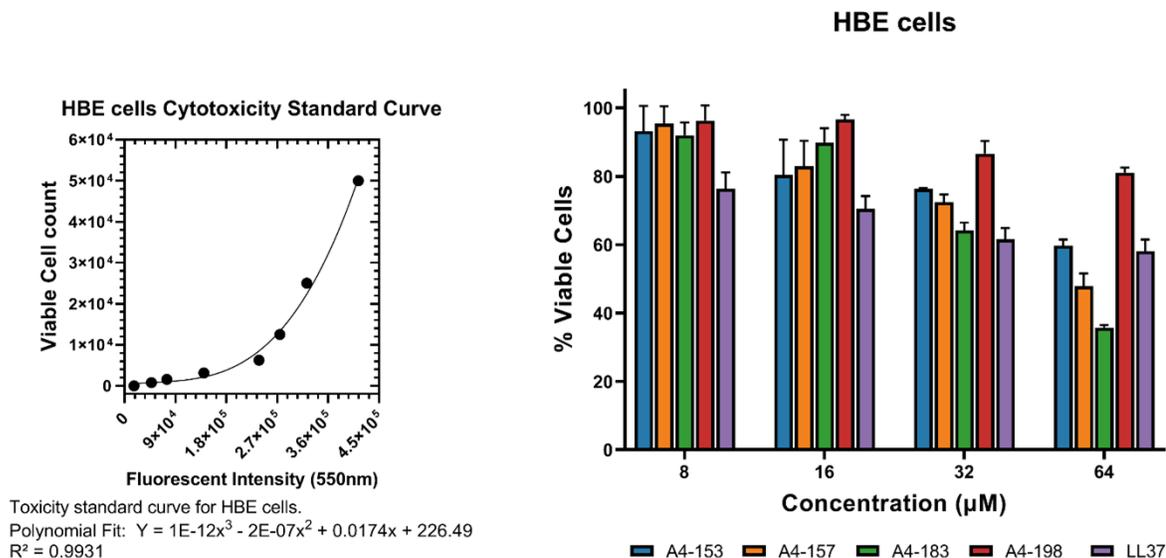 HBE cells Cytotoxicity Standard Curve
Viable Cell count
6×10⁴
5×10⁴
4×10⁴
3×10⁴
2×10⁴
1×10⁴
0
0
9×10⁴
1.8×10⁵
2.7×10⁵
3.6×10⁵
4.5×10⁵
Fluorescent Intensity (550nm)
Toxicity standard curve for HBE cells.
Polynomial Fit: Y = 1E-12x³ - 2E-07x² + 0.0174x + 226.49
R² = 0.9931
HBE cells
% Viable Cells
100
80
60
40
20
0
8 16 32 64
Concentration (µM)
A4-153 A4-157 A4-183 A4-198 LL37